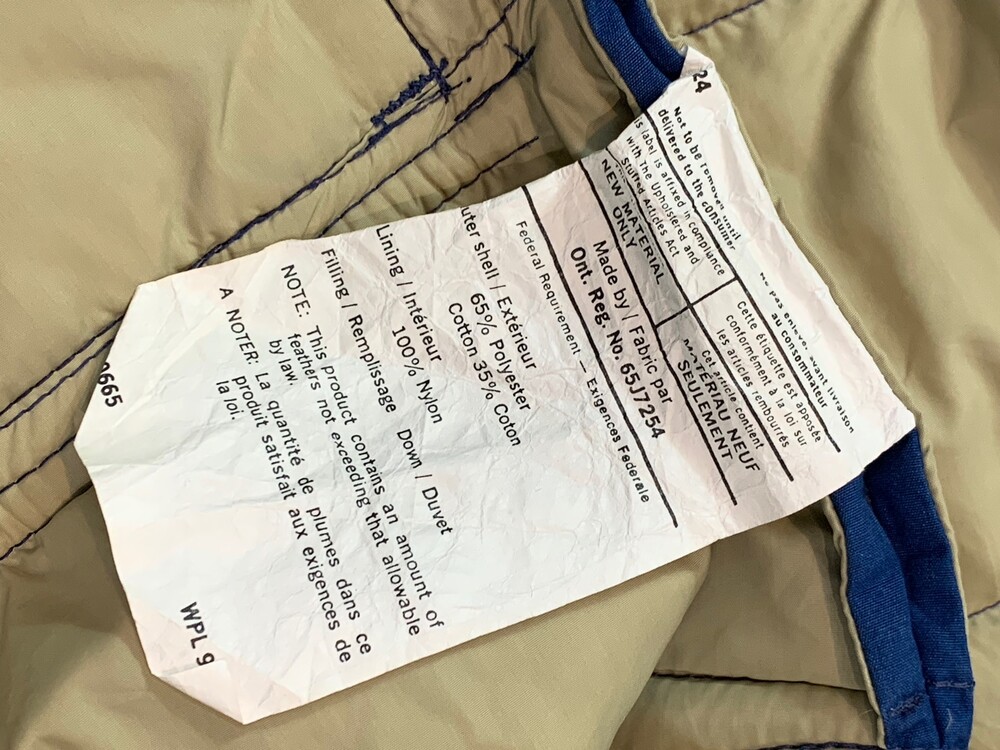 24
Not to be removed until
delivered to the consumer
Ne pas enlever avant livraison
au consommateur
is label is affixed in compliance
with The Upholstered and
Stuffed Articles Act
Cette étiquette est apposée
conformément à la loi sur
les articles rembourrés
NEW MATERIAL
ONLY
Cet article contient
MATÉRIAU NEUF
SEULEMENT
Made by / Fabric par
Ont. Reg. No. 65J7254
Federal Requirement — Exigences Federale
uter shell / Extérieur
65% Polyester
Cotton 35% Coton
Lining / Intérieur
100% Nylon
Filling / Remplissage Down / Duvet
NOTE: This product contains an amount of
feathers not exceeding that allowable
by law.
A NOTER: La quantité de plumes dans ce
produit satisfait aux exigences de
la loi.
0665
WPL 9